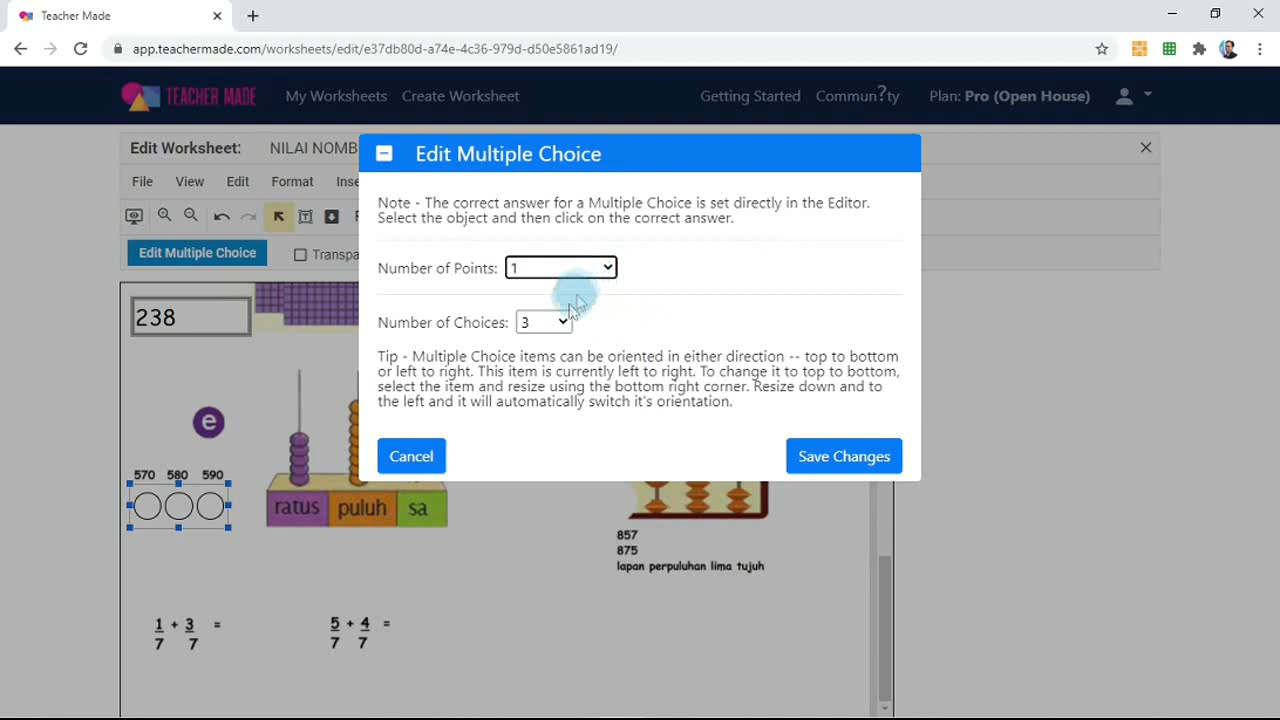 Teacher Made
app.teachermade.com/worksheets/edit/e37db80d-a74e-4c36-979d-d50e5861ad19/
TEACHER MADE My Worksheets Create Worksheet Getting Started Commun?ty Plan: Pro (Open House)
Edit Worksheet: NILAI NOMB
File View Edit Format Inse
Edit Multiple Choice Transpa
Edit Multiple Choice
Note - The correct answer for a Multiple Choice is set directly in the Editor.
Select the object and then click on the correct answer.
Number of Points: 1
Number of Choices: 3
Tip - Multiple Choice items can be oriented in either direction -- top to bottom
or left to right. This item is currently left to right. To change it to top to bottom,
select the item and resize using the bottom right corner. Resize down and to
the left and it will automatically switch it's orientation.
Cancel Save Changes
238
e
570 580 590
ratus puluh sa
857
875
lapan perpuluhan lima tujuh
1/7 + 3/7 =
5/7 + 4/7 =